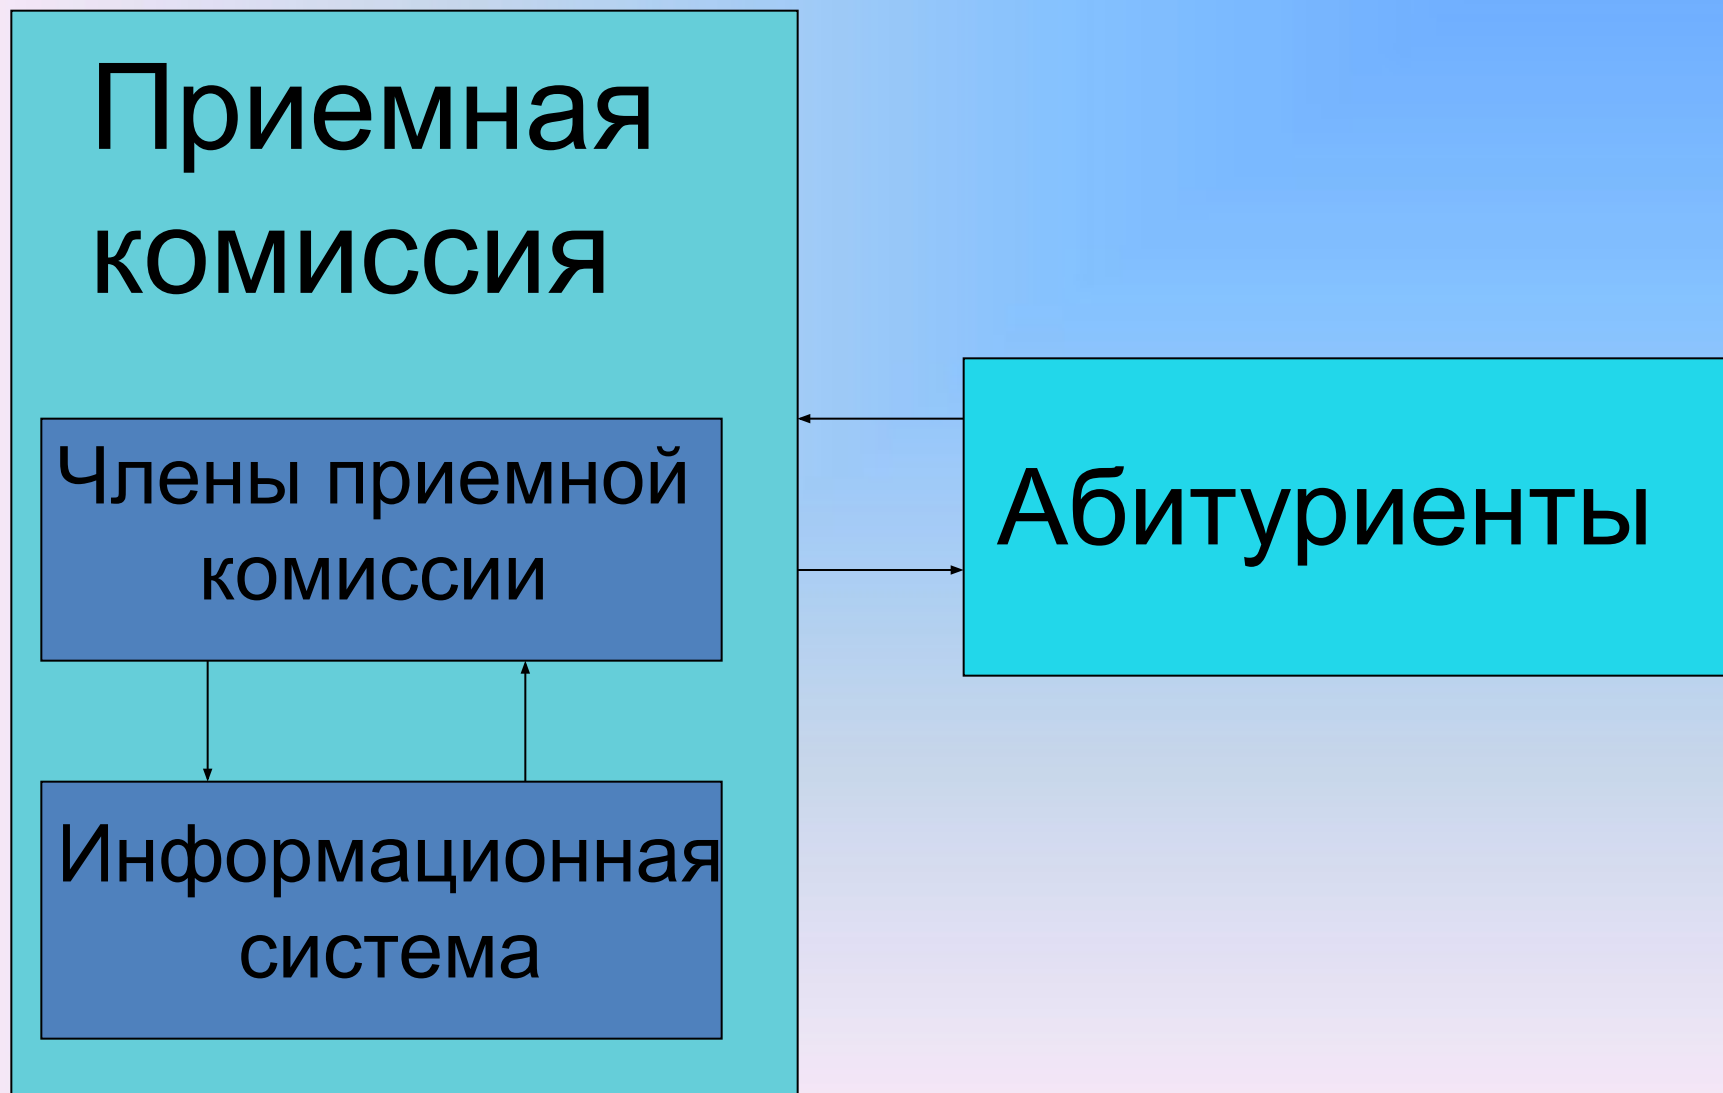 Приемная
комиссия
Члены приемной
комиссии
Абитуриенты
Информационная
система